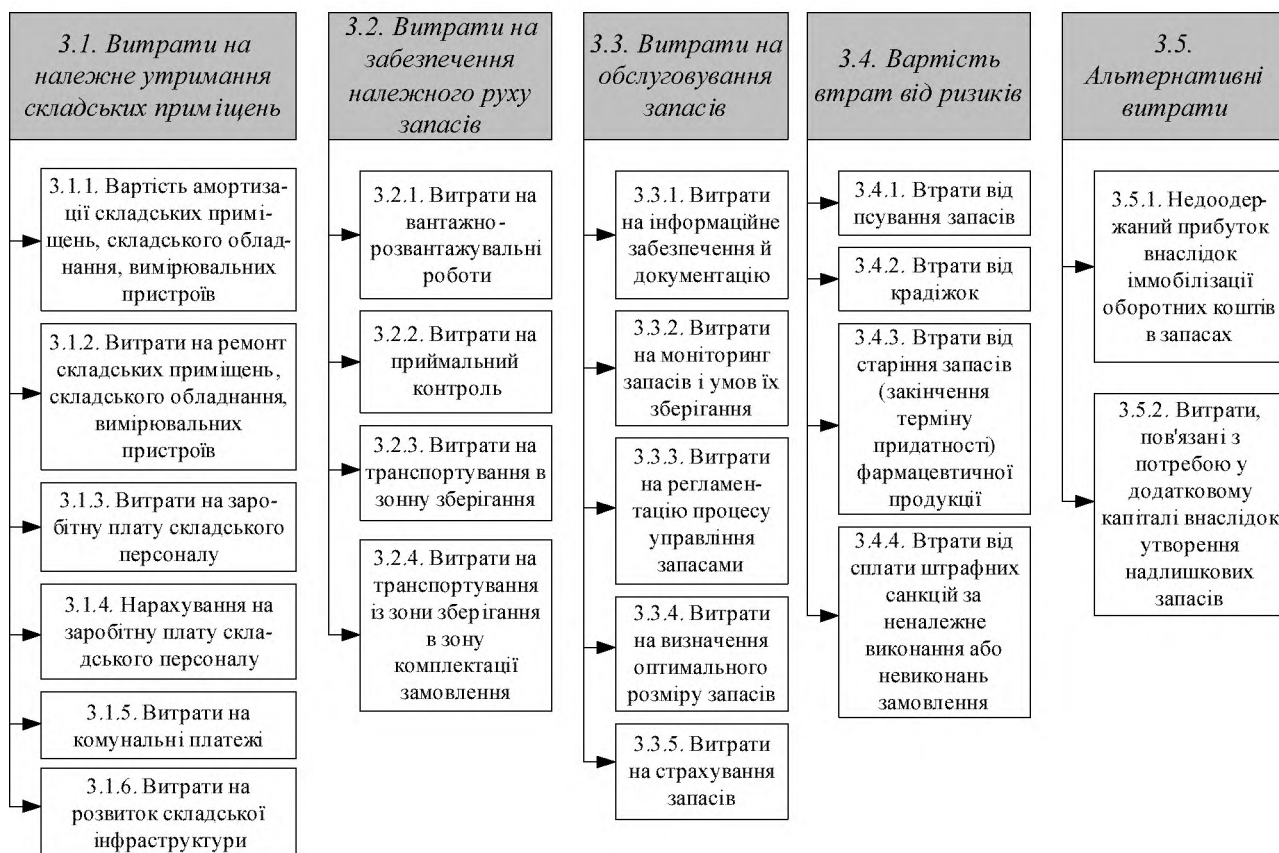 3.1. Витрати на
належне утримання
складських приміщень
3.1.1. Вартість амортиза-
ції складських примі-
щень, складського облад-
нання, вимірювальних
пристроїв
3.1.2. Витрати на ремонт
складських приміщень,
складського обладнання,
вимірювальних
пристроїв
3.1.3. Витрати на заро-
бітну плату складського
персоналу
3.1.4. Нарахування на
заробітну плату скла-
дського персоналу
3.1.5. Витрати на
комунальні платежі
3.1.6. Витрати на
розвиток складської
інфраструктури
3.2. Витрати на
забезпечення
належного руху
запасів
3.2.1. Витрати на
вантажно-
розвантажувальні
роботи
3.2.2. Витрати на
приймальний
контроль
3.2.3. Витрати на
транспортування в
зонну зберігання
3.2.4. Витрати на
транспортування
із зони зберігання
в зону
комплектації
замовлення
3.3. Витрати на
обслуговування
запасів
3.3.1. Витрати
на інформаційне
забезпечення й
документацію
3.3.2. Витрати
на моніторинг
запасів і умов їх
зберігання
3.3.3. Витрати
на регламен-
тацію процесу
управління
запасами
3.3.4. Витрати
на визначення
оптимального
розміру запасів
3.3.5. Витрати
на страхування
запасів
3.4. Вартість
втрат від ризиків
3.4.1. Втрати від
псування запасів
3.4.2. Втрати від
крадіжок
3.4.3. Втрати від
старіння запасів
(закінчення
терміну
придатності)
фармацевтичної
продукції
3.4.4. Втрати від
сплати штрафних
санкцій за
неналежне
виконання або
невиконань
замовлення
3.5.
Альтернативні
витрати
3.5.1. Недоодер-
жаний прибуток
внаслідок
іммобілізації
оборотних коштів
в запасах
3.5.2. Витрати,
пов'язані з
потребою у
додатковому
капіталі внаслідок
утворення
надлишкових
запасів